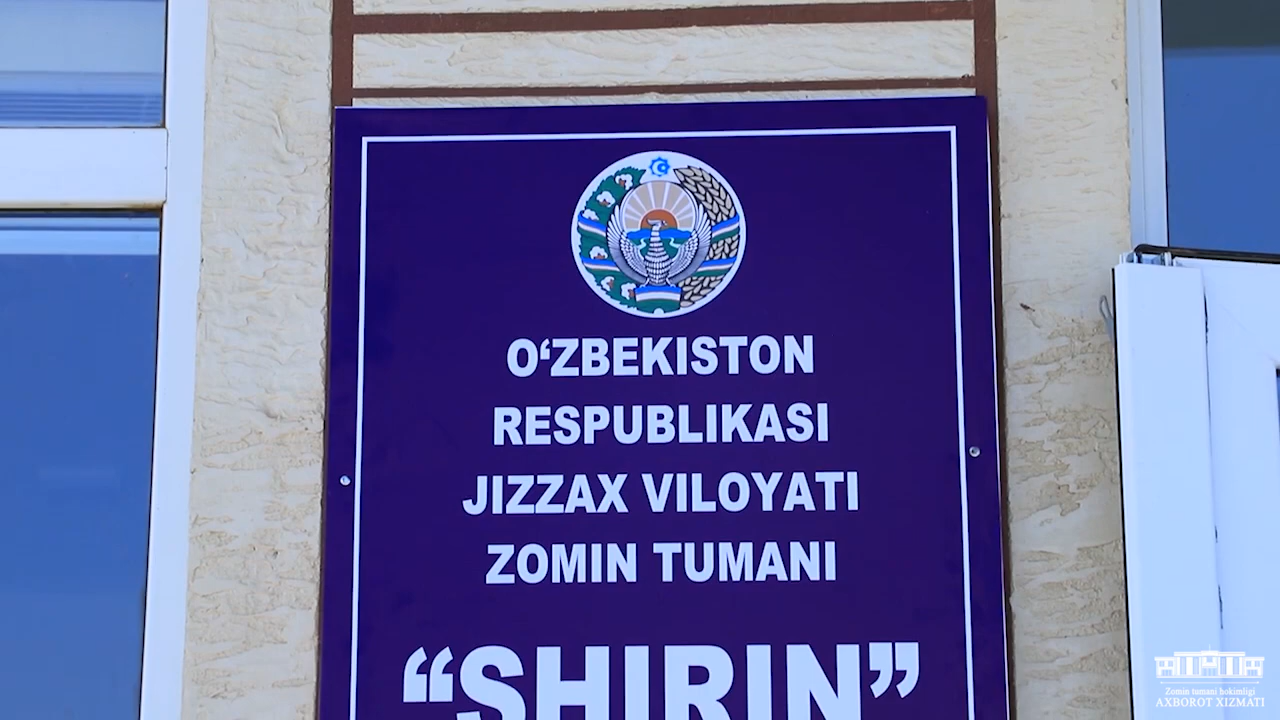 O‘ZBEKISTON
RESPUBLIKASI
JIZZAX VILOYATI
ZOMIN TUMANI
“SHIRIN”
Zomin tumani hokimligi
AXBOROT XIZMATI